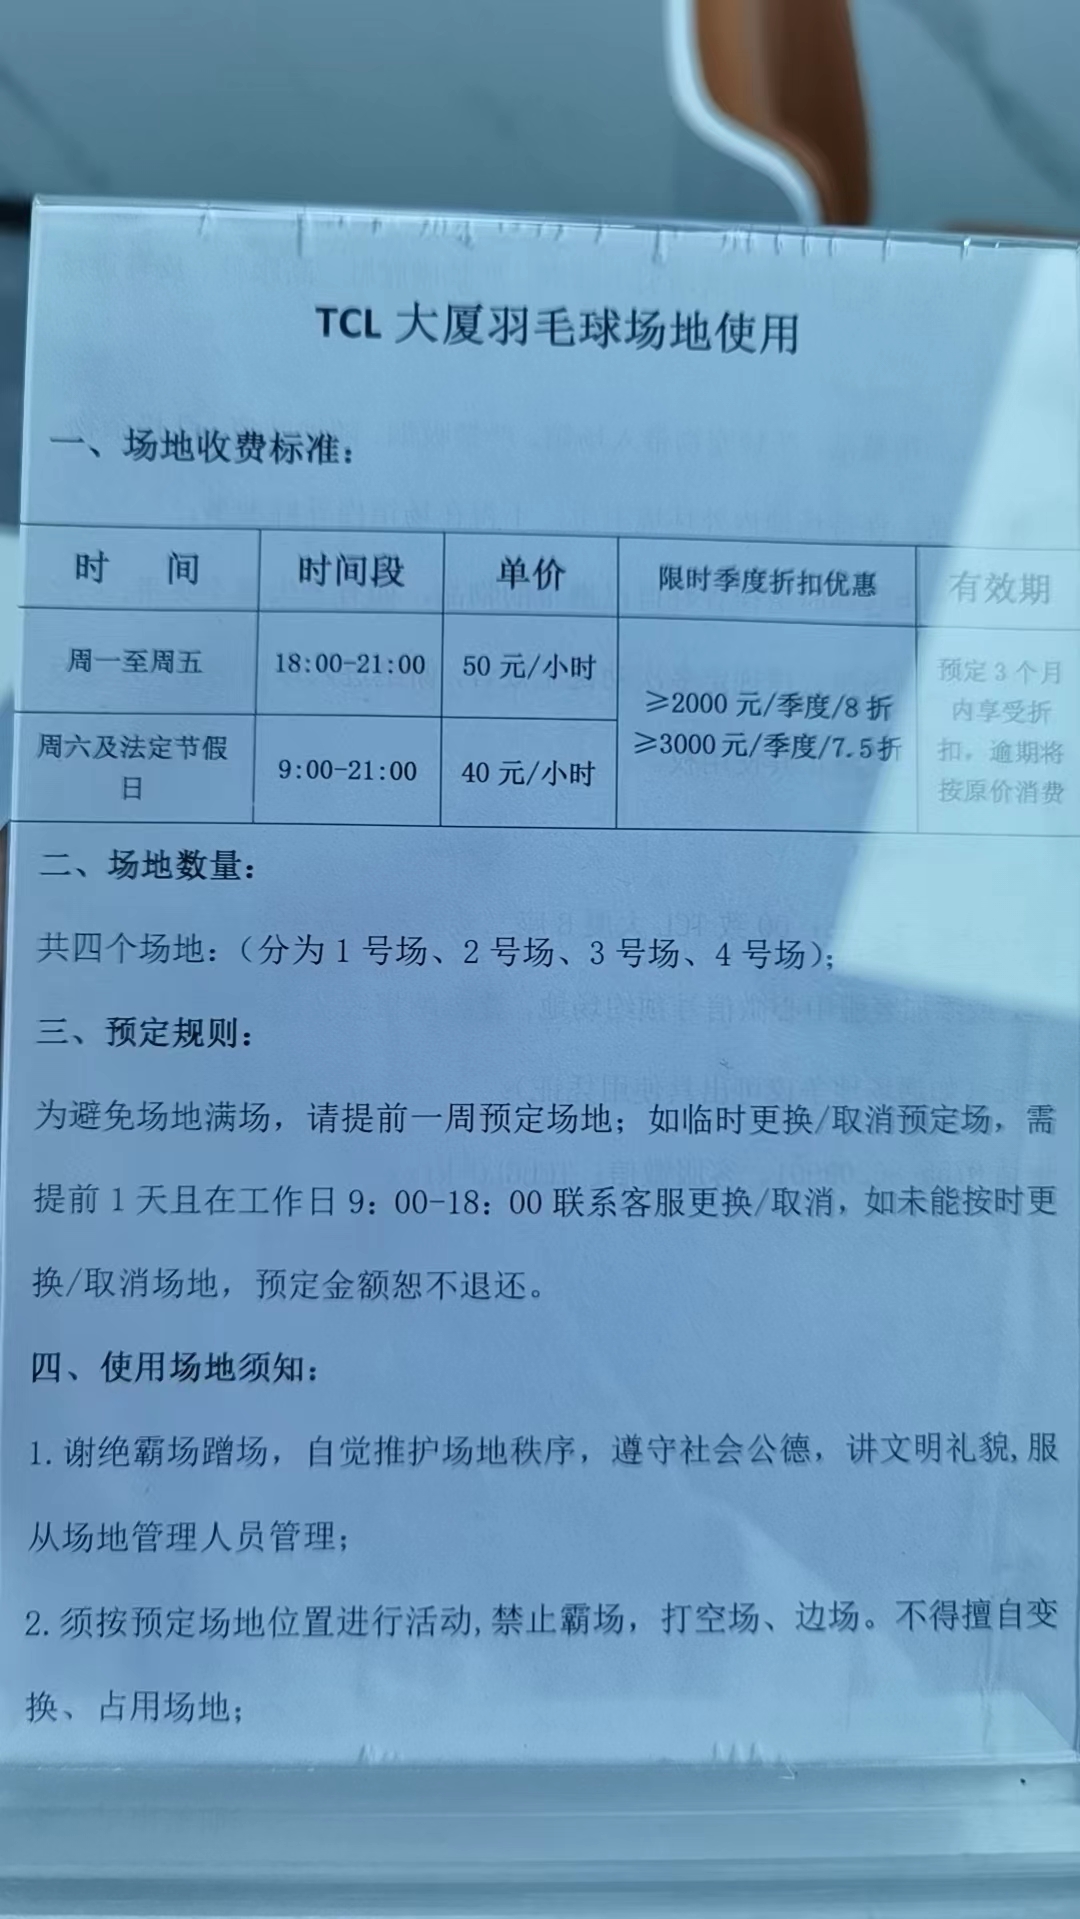 TCL 大厦羽毛球场地使用
一、场地收费标准：
时 间 时间段 单价 限时季度折扣优惠 有效期
周一至周五 18:00-21:00 50 元/小时
周六及法定节假
日
9:00-21:00 40 元/小时
≥2000 元/季度/8 折
≥3000 元/季度/7.5 折
预定 3 个月
内享受折
扣，逾期将
按原价消费
二、场地数量：
共四个场地：（分为 1 号场、2 号场、3 号场、4 号场）；
三、预定规则：
为避免场地满场，请提前一周预定场地；如临时更换/取消预定场，需
提前 1 天且在工作日 9：00-18：00 联系客服更换/取消，如未能按时更
换/取消场地，预定金额恕不退还。
四、使用场地须知：
1. 谢绝霸场蹭场，自觉推护场地秩序，遵守社会公德，讲文明礼貌,服
从场地管理人员管理；
2. 须按预定场地位置进行活动,禁止霸场，打空场、边场。不得擅自变
换、占用场地；